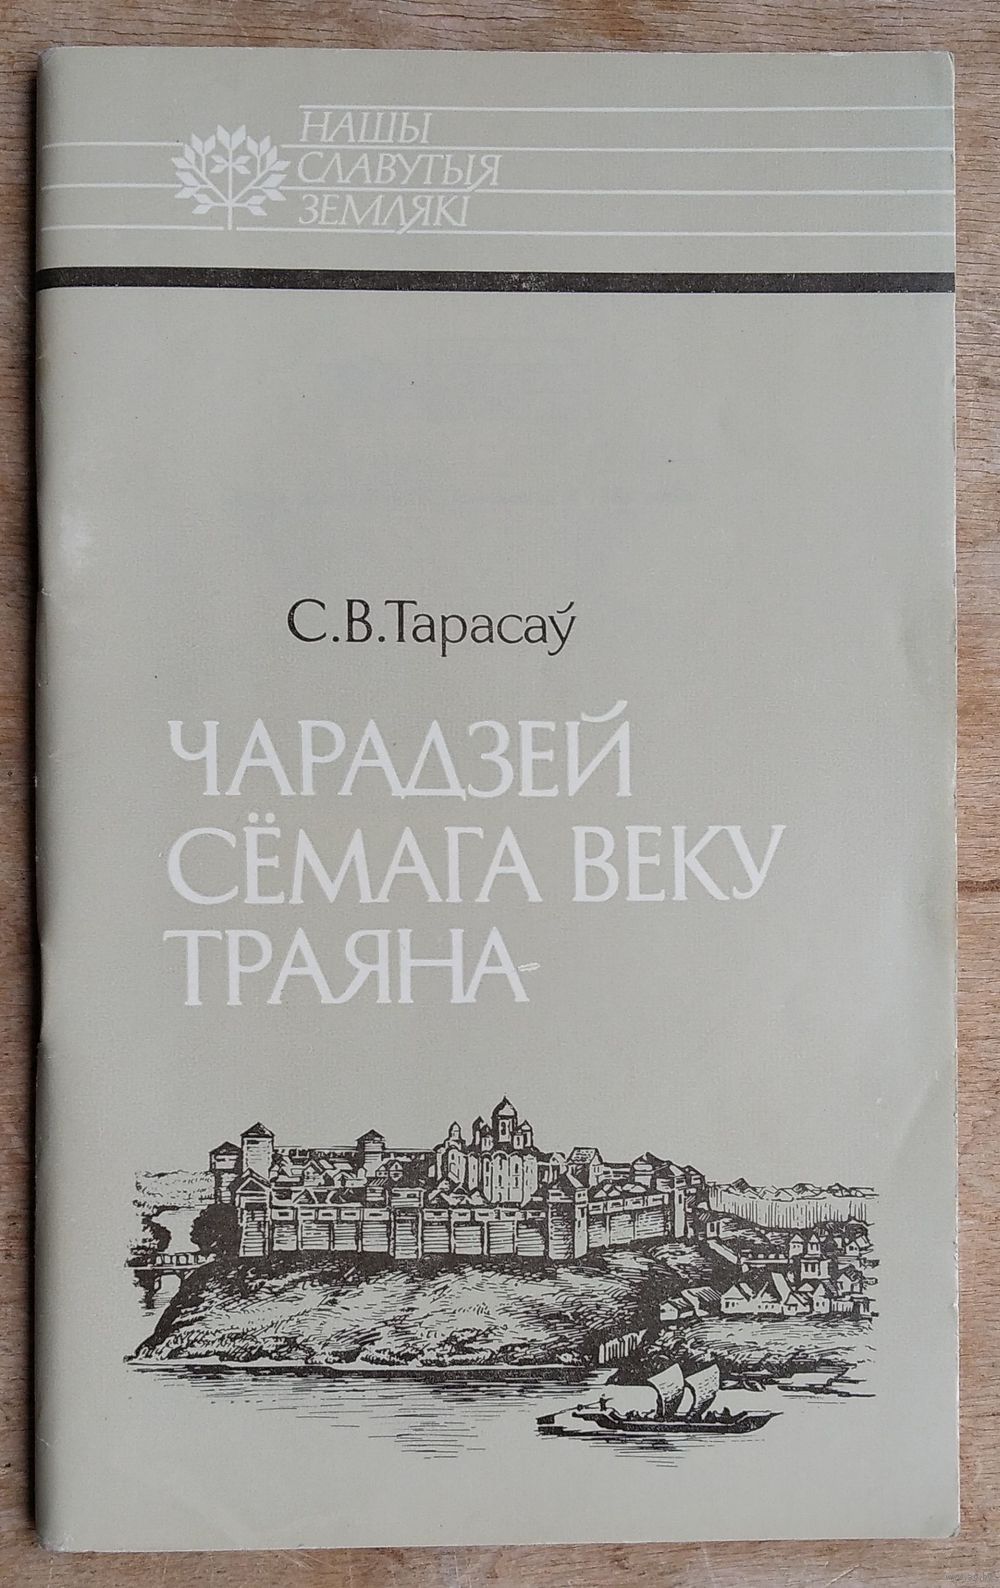 НАШЫ
СЛАВУТЫЯ
ЗЕМЛЯКІ
С.В.Тарасаў
ЧАРАДЗЕЙ
СЁМАГА ВЕКУ
ТРАЯНА